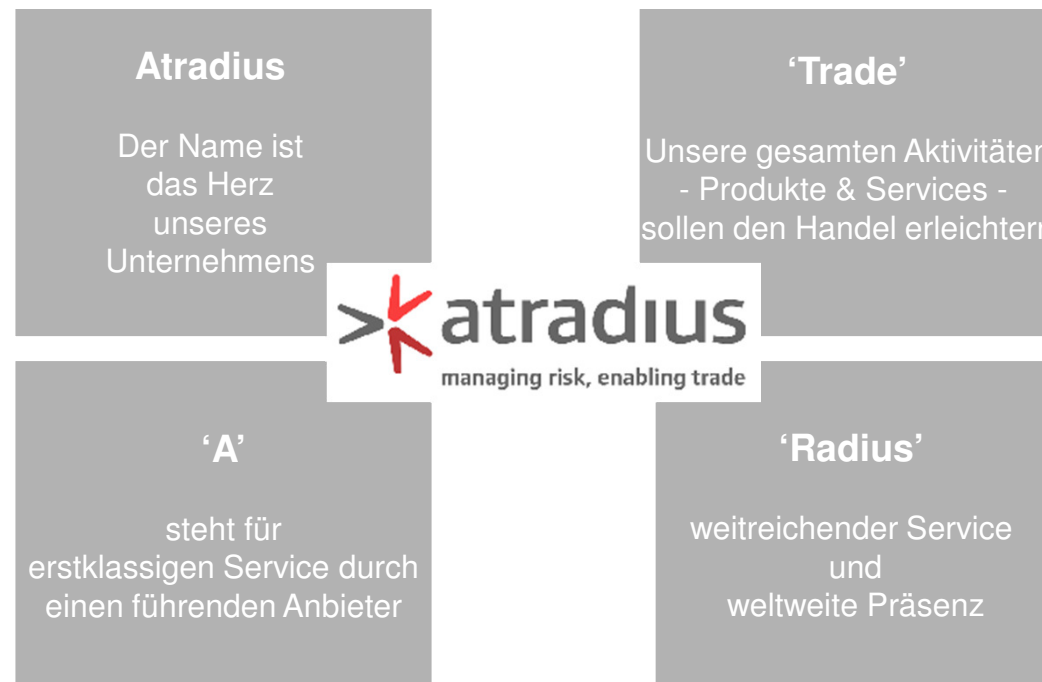 Atradius
Der Name ist
das Herz
unseres
Unternehmens
‘Trade’
Unsere gesamten Aktivitäten
- Produkte & Services -
sollen den Handel erleichtern
atradius
managing risk, enabling trade
‘A’
steht für
erstklassigen Service durch
einen führenden Anbieter
‘Radius’
weitreichender Service
und
weltweite Präsenz